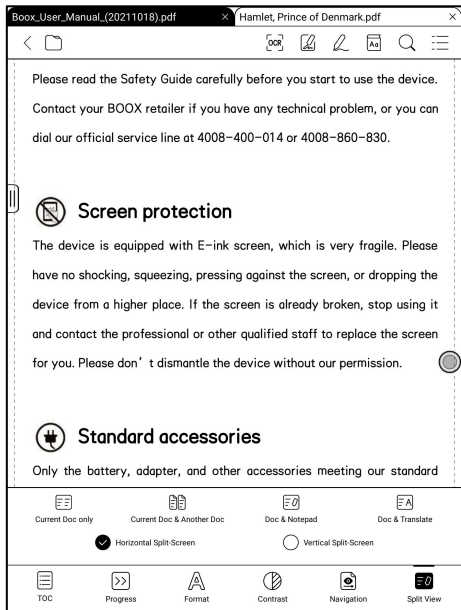 Boox_User_Manual_(20211018).pdf × Hamlet, Prince of Denmark.pdf ×
OCR Aa
Please read the Safety Guide carefully before you start to use the device.
Contact your BOOX retailer if you have any technical problem, or you can
dial our official service line at 4008-400-014 or 4008-860-830.
Screen protection
The device is equipped with E-ink screen, which is very fragile. Please
have no shocking, squeezing, pressing against the screen, or dropping the
device from a higher place. If the screen is already broken, stop using it
and contact the professional or other qualified staff to replace the screen
for you. Please don't dismantle the device without our permission.
Standard accessories
Only the battery, adapter, and other accessories meeting our standard
Current Doc only Current Doc & Another Doc Doc & Notepad Doc & Translate
Horizontal Split-Screen Vertical Split-Screen
TOC Progress Format Contrast Navigation Split View